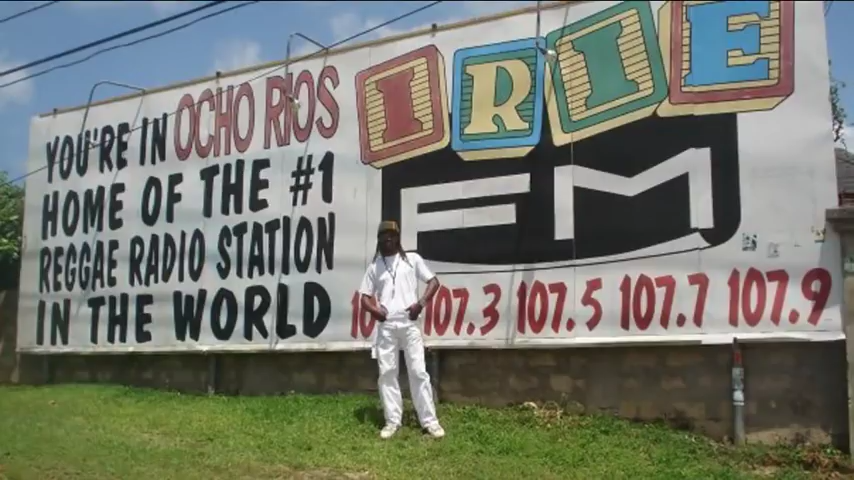 YOU'RE IN OCHO RIOS
HOME OF THE #1
REGGAE RADIO STATION
IN THE WORLD
IRIE
FM
107.3 107.5 107.7 107.9